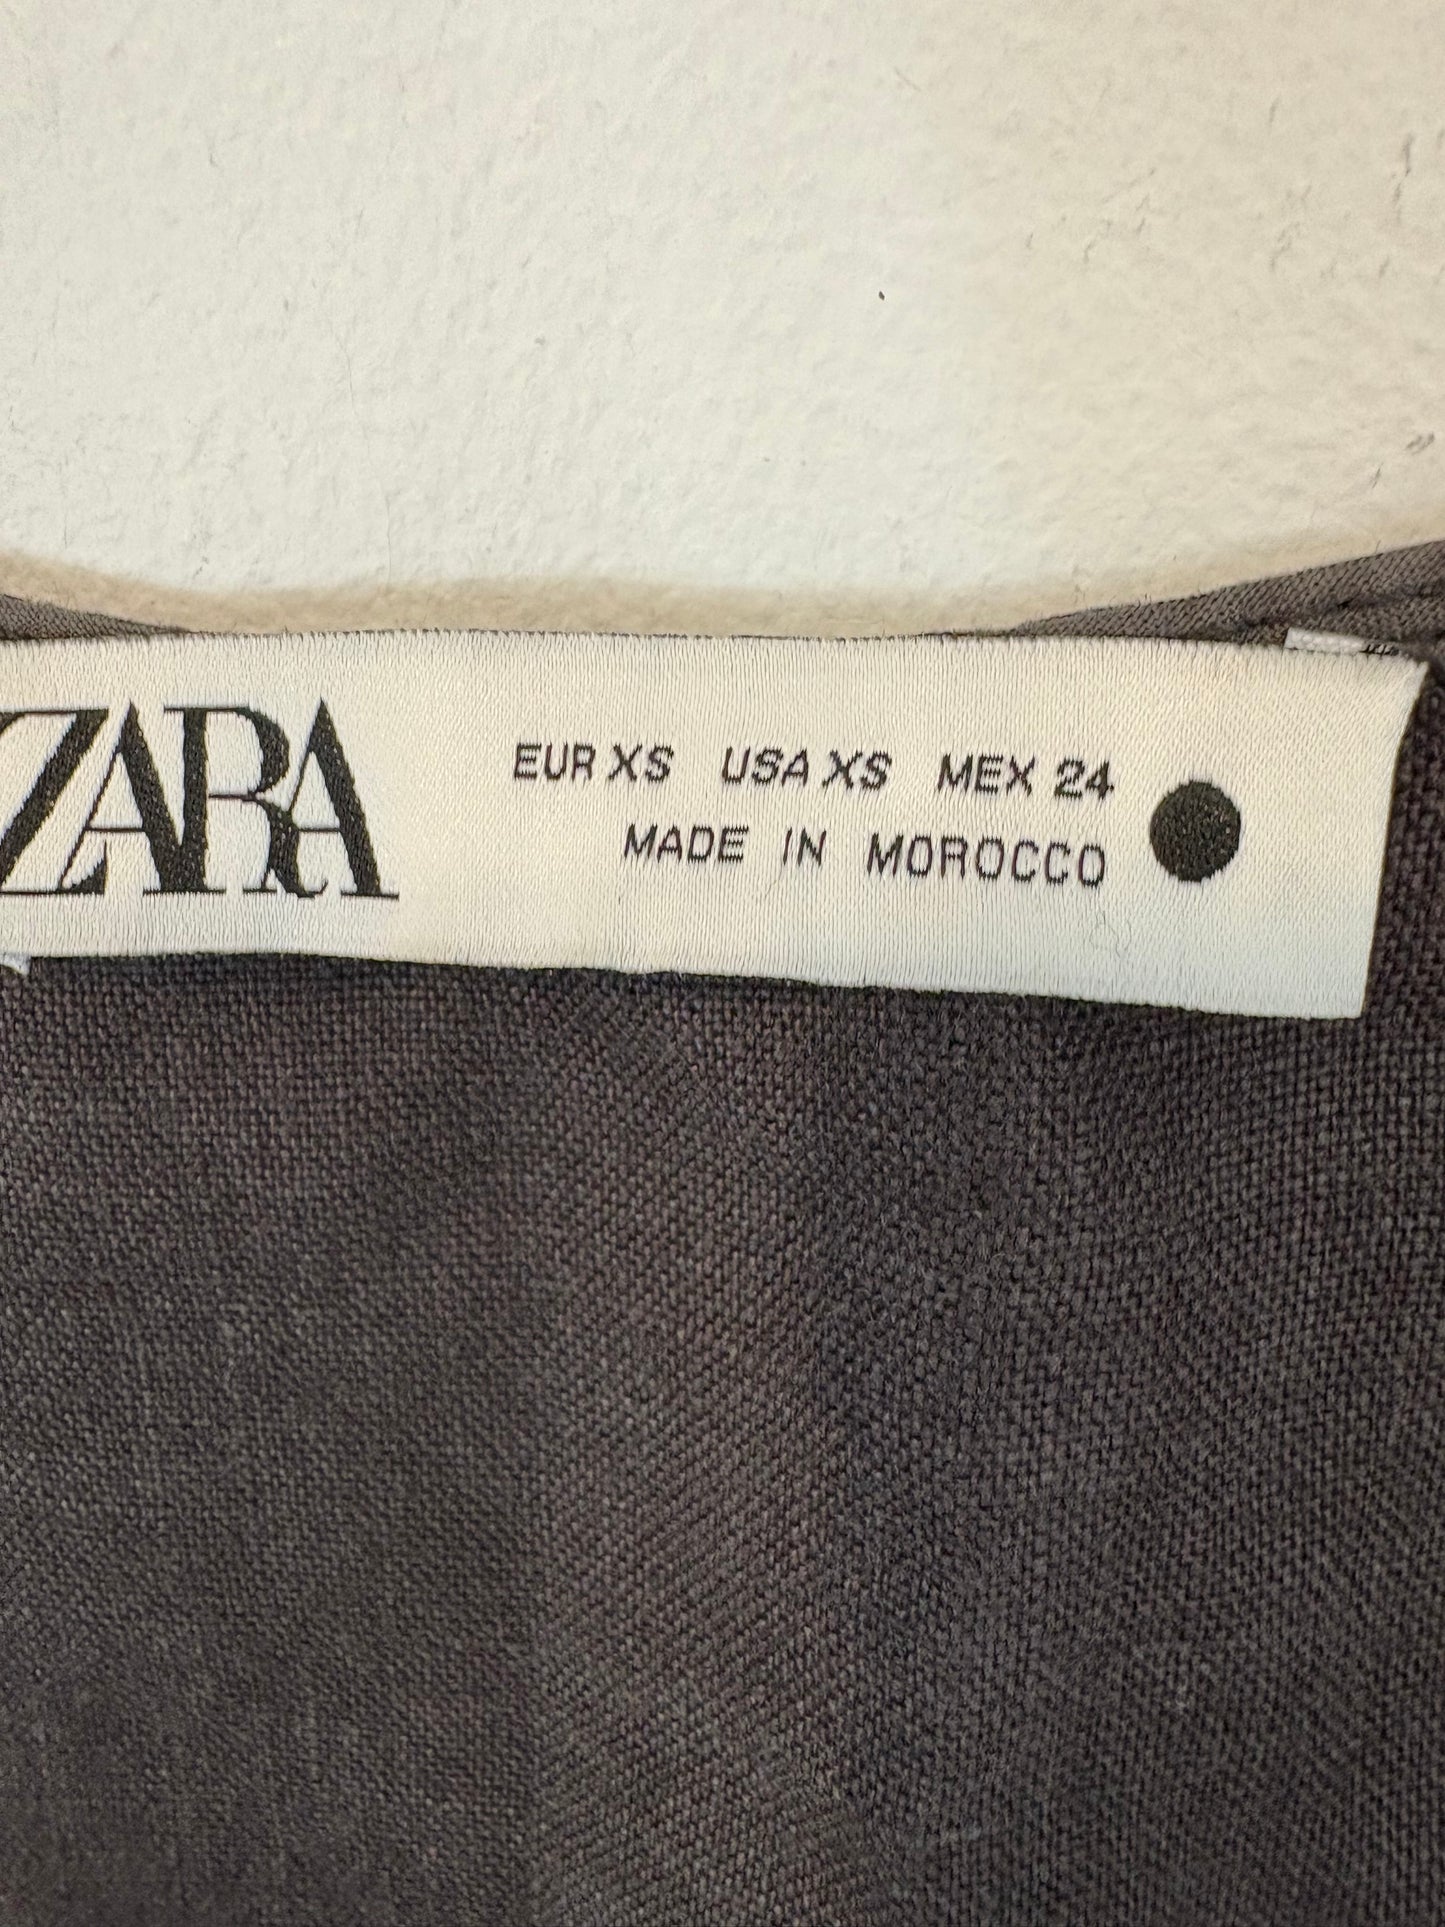 ZARA
EUR XS USA XS MEX 24
MADE IN MOROCCO